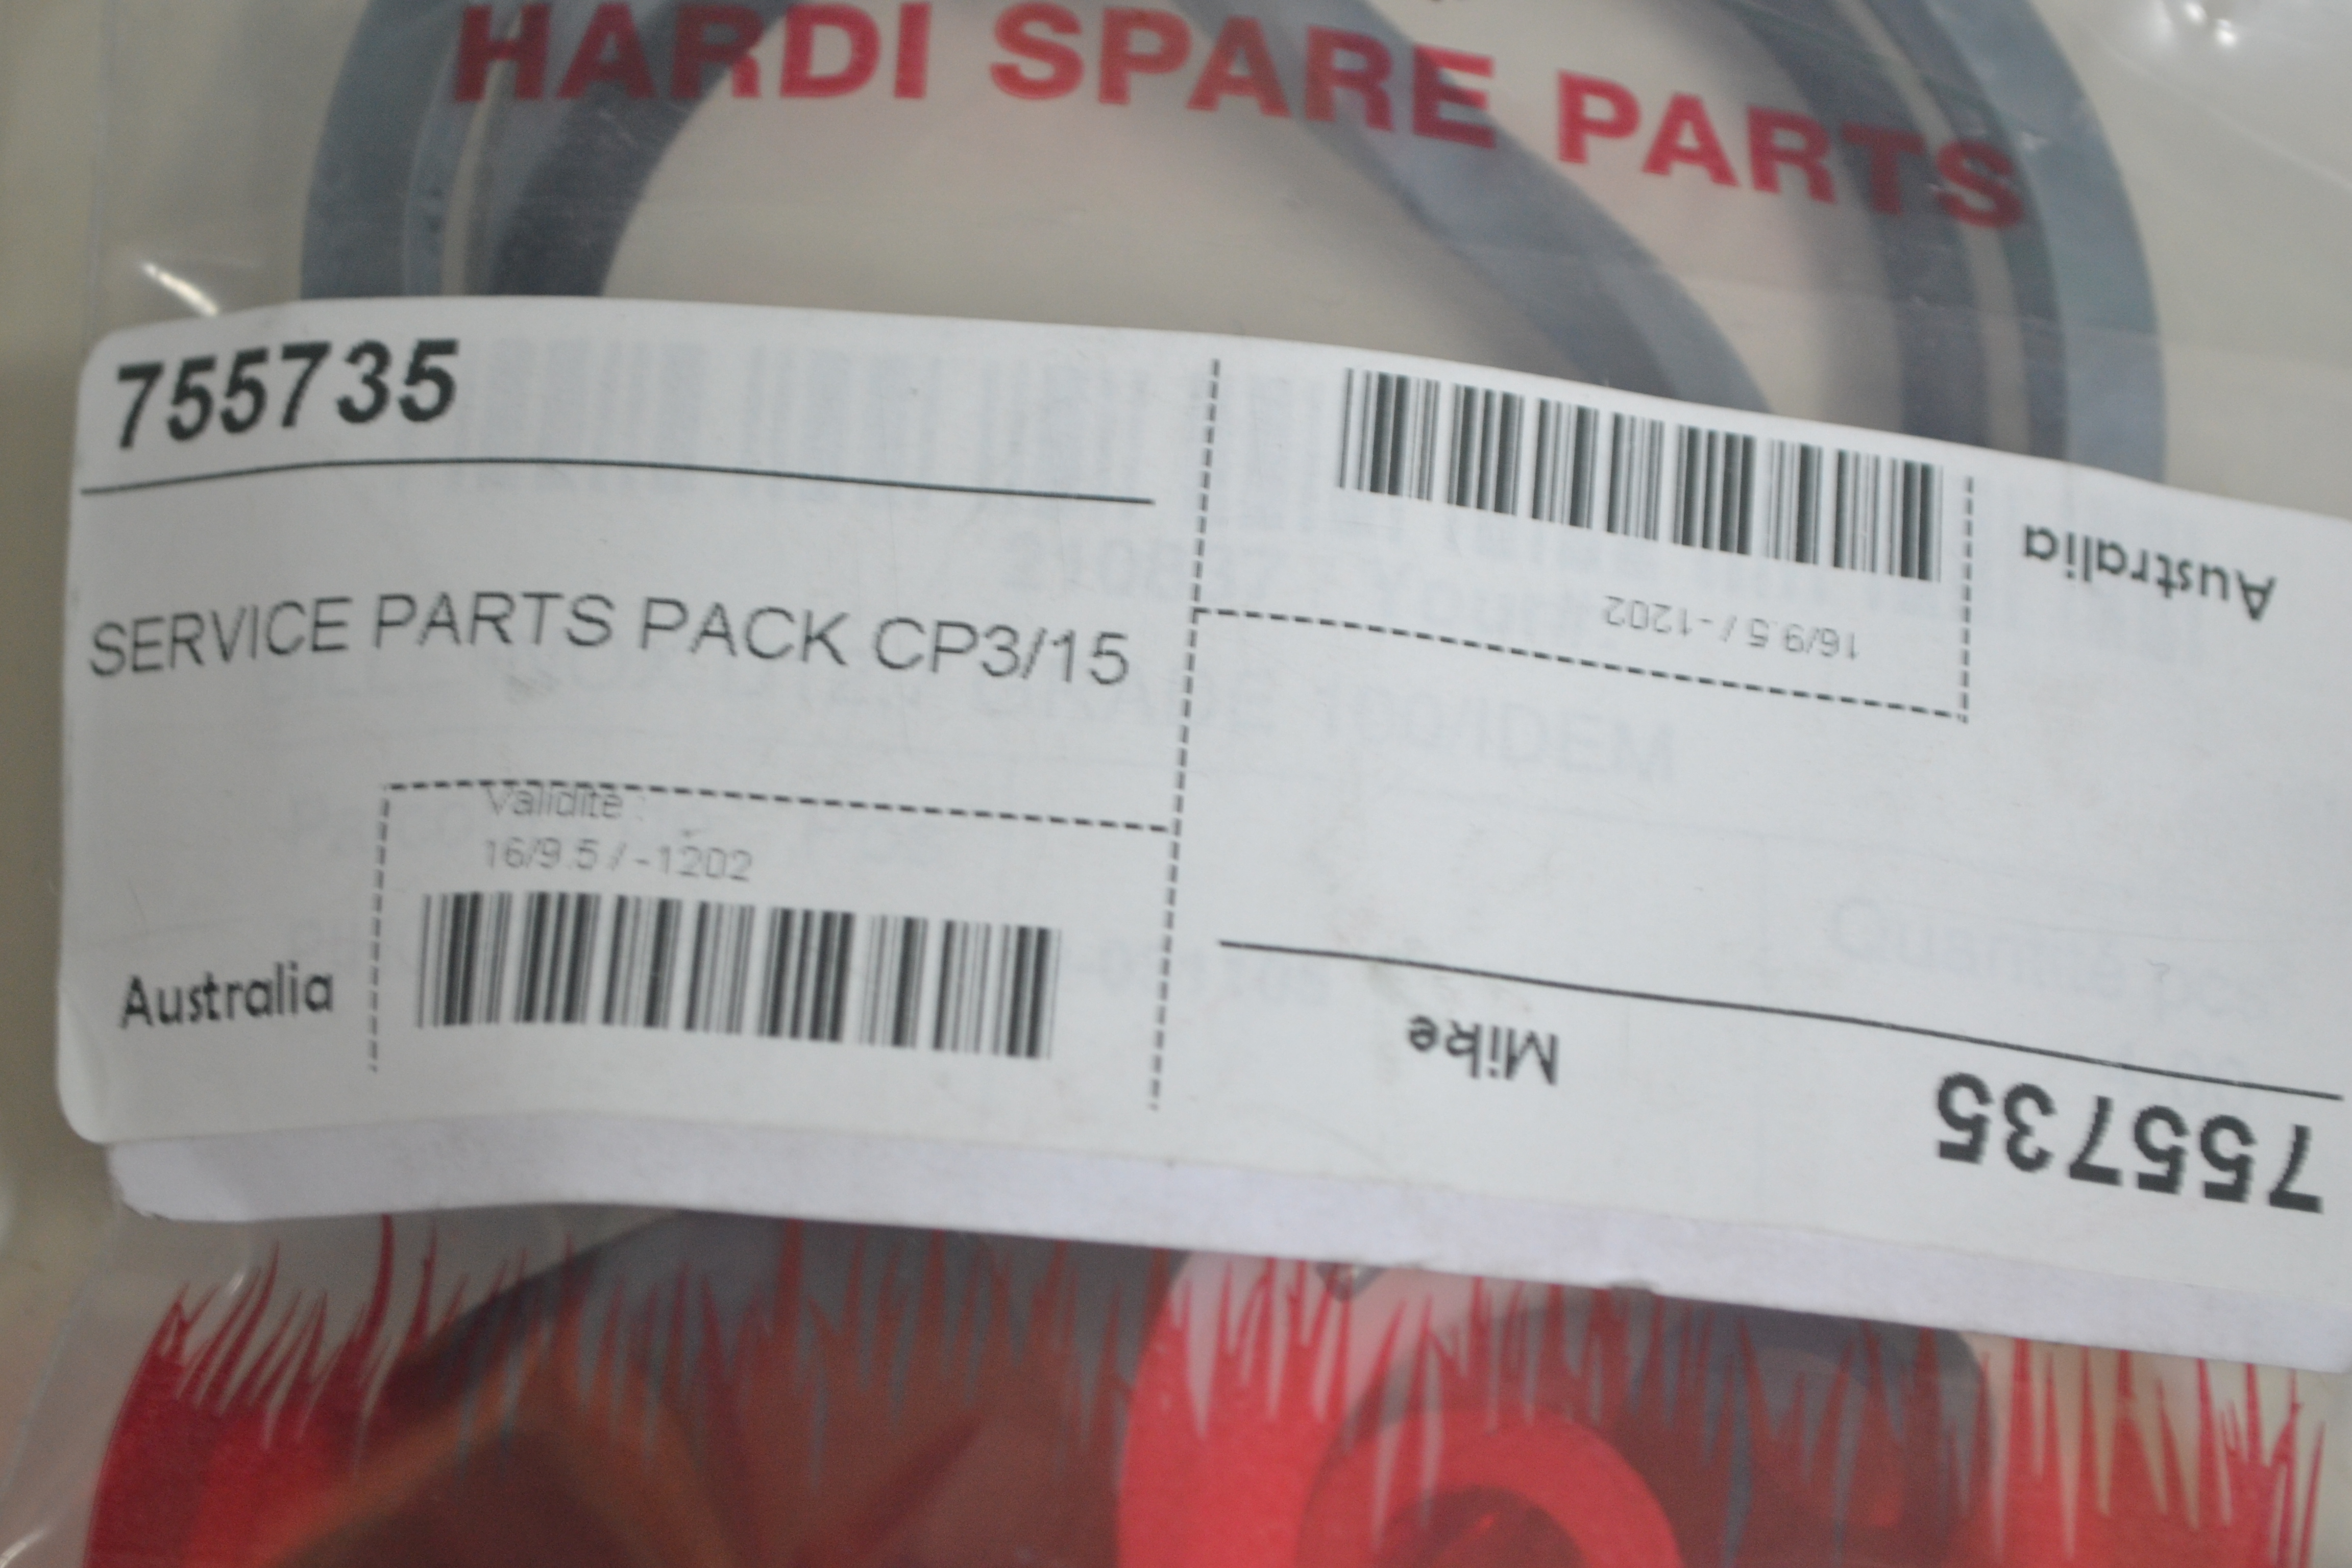 HARDI SPARE PARTS
755735
SERVICE PARTS PACK CP3/15
Validité :
16/9.5 / -1202
Australia
Australia
16/9.5 / -1202
Mike
755735